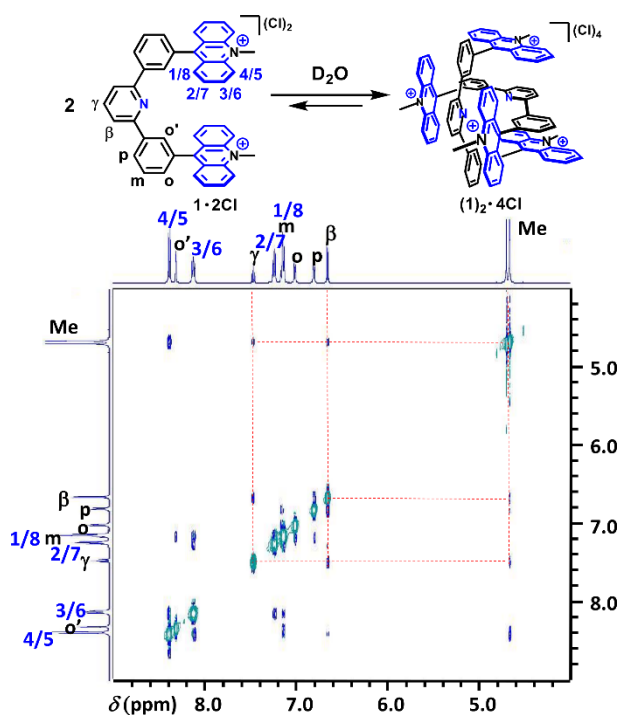 (Cl)₂
(Cl)₄
N
⊕
1/8
4/5
2/7
3/6
D₂O
2
γ
N
β
o'
p
m
o
N
⊕
1·2Cl
N
⊕
N
⊕
N
N
⊕
N
⊕
(1)₂·4Cl
4/5
o'
3/6
γ
2/7
1/8
m
o
p
β
Me
Me
β
p
o
1/8 m
2/7
γ
3/6
o'
4/5
5.0
6.0
7.0
8.0
δ (ppm)
8.0
7.0
6.0
5.0